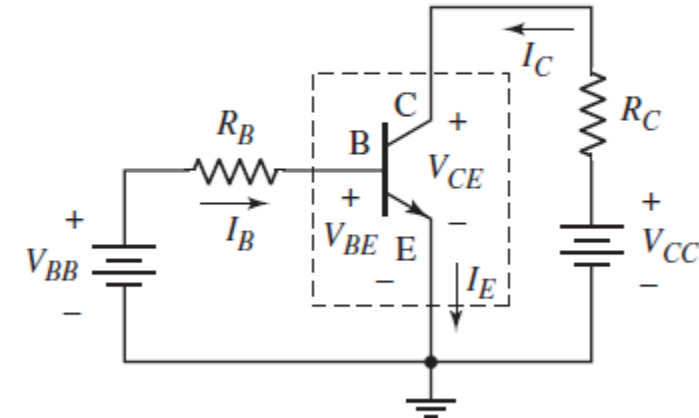 I_C
C
+
R_C
R_B
B
V_CE
+
+
+
I_B
V_BE
E
–
V_BB
V_CC
–
I_E
–
–